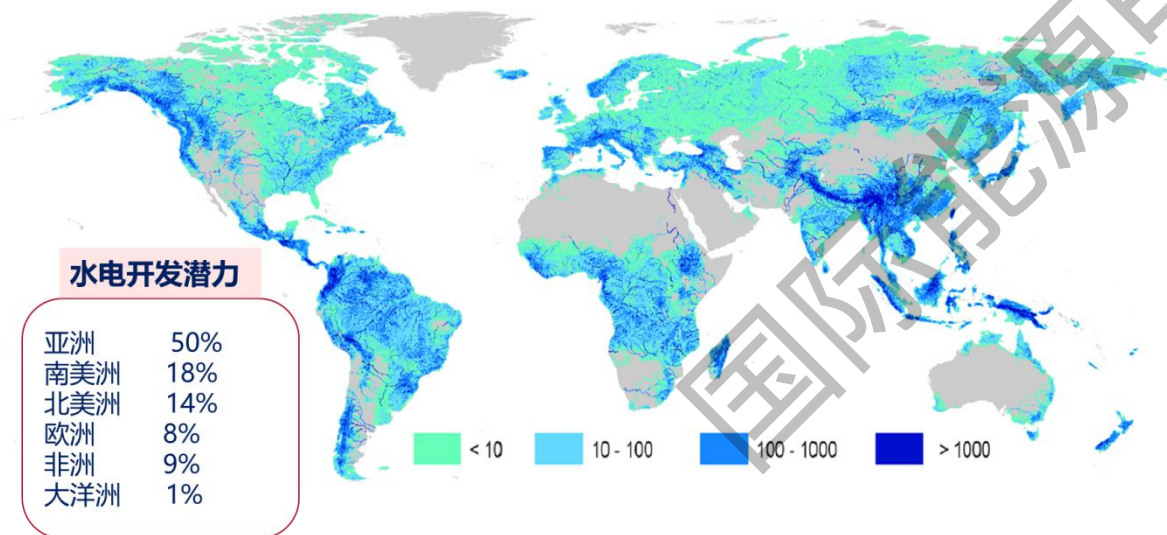 水电开发潜力
亚洲 50%
南美洲 18%
北美洲 14%
欧洲 8%
非洲 9%
大洋洲 1%
< 10
10 - 100
100 - 1000
> 1000
国际能源